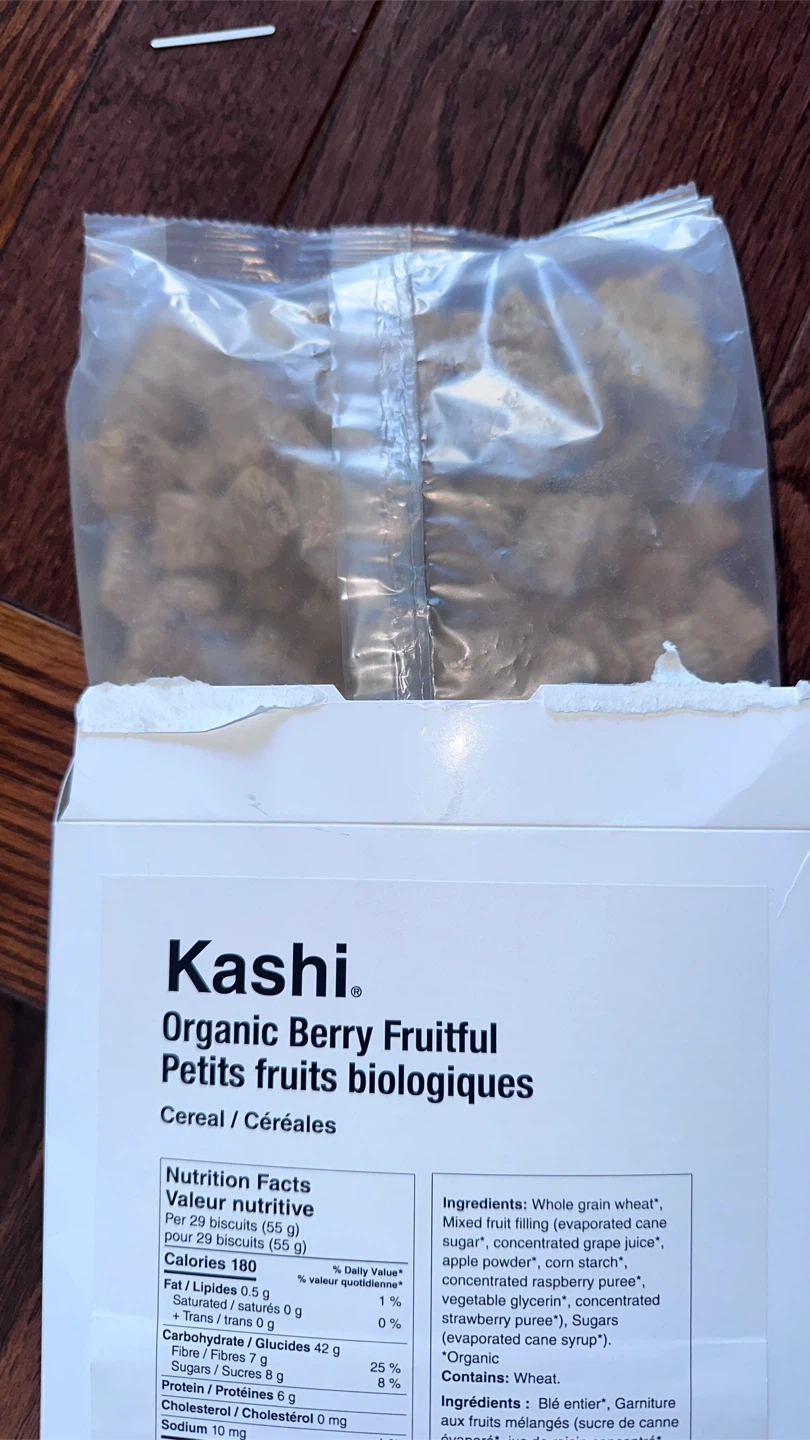 Kashi®
Organic Berry Fruitful
Petits fruits biologiques
Cereal / Céréales
Nutrition Facts
Valeur nutritive
Per 29 biscuits (55 g)
pour 29 biscuits (55 g)
Calories 180
% Daily Value*
% valeur quotidienne*
Fat / Lipides 0.5 g 1 %
Saturated / saturés 0 g
+ Trans / trans 0 g 0 %
Carbohydrate / Glucides 42 g
Fibre / Fibres 7 g 25 %
Sugars / Sucres 8 g 8 %
Protein / Protéines 6 g
Cholesterol / Cholestérol 0 mg
Sodium 10 mg
Ingredients: Whole grain wheat*,
Mixed fruit filling (evaporated cane
sugar*, concentrated grape juice*,
apple powder*, corn starch*,
concentrated raspberry puree*,
vegetable glycerin*, concentrated
strawberry puree*), Sugars
(evaporated cane syrup*).
*Organic
Contains: Wheat.
Ingrédients : Blé entier*, Garniture
aux fruits mélangés (sucre de canne